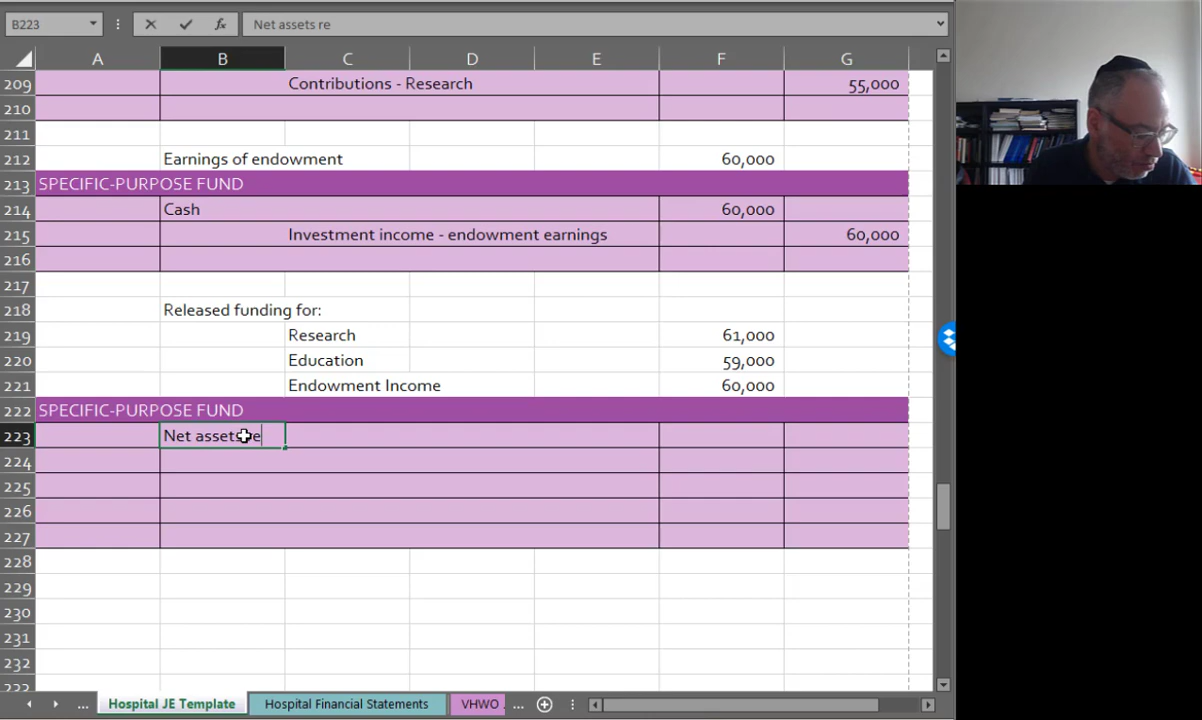 B223 fx Net assets re
A B C D E F G
209 Contributions - Research 55,000
210
211
212 Earnings of endowment 60,000
213 SPECIFIC-PURPOSE FUND
214 Cash 60,000
215 Investment income - endowment earnings 60,000
216
217
218 Released funding for:
219 Research 61,000
220 Education 59,000
221 Endowment Income 60,000
222 SPECIFIC-PURPOSE FUND
223 Net assets re
224
225
226
227
228
229
230
231
232
233
... Hospital JE Template Hospital Financial Statements VHWO ...